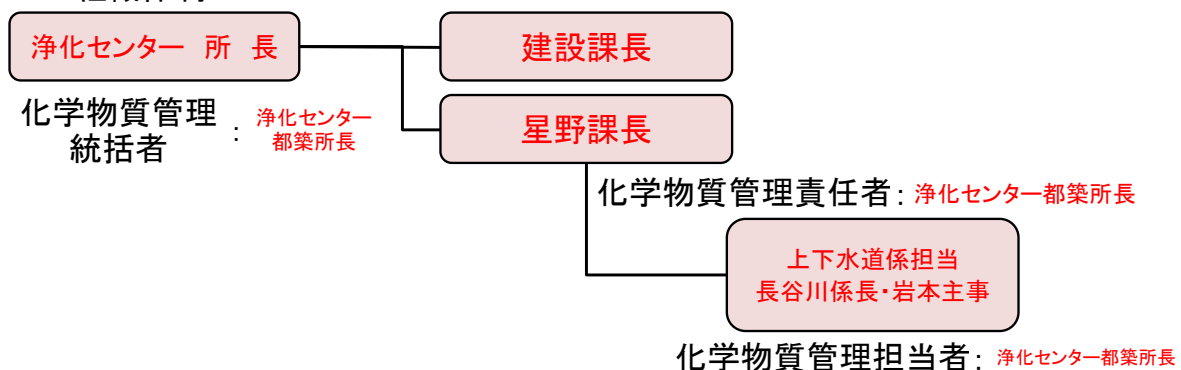 浄化センター 所 長
建設課長
化学物質管理
統括者
:
浄化センター
都築所長
星野課長
化学物質管理責任者: 浄化センター都築所長
上下水道係担当
長谷川係長・岩本主事
化学物質管理担当者: 浄化センター都築所長